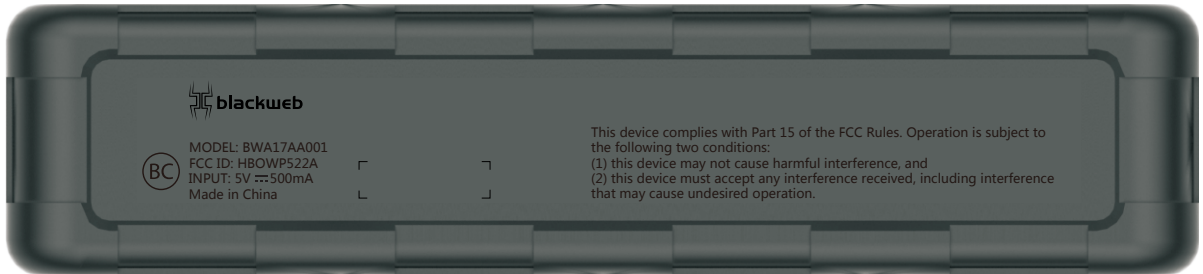 blackweb
MODEL: BWA17AA001
FCC ID: HBOWP522A
INPUT: 5V ⎓500mA
Made in China
BC
This device complies with Part 15 of the FCC Rules. Operation is subject to
the following two conditions:
(1) this device may not cause harmful interference, and
(2) this device must accept any interference received, including interference
that may cause undesired operation.